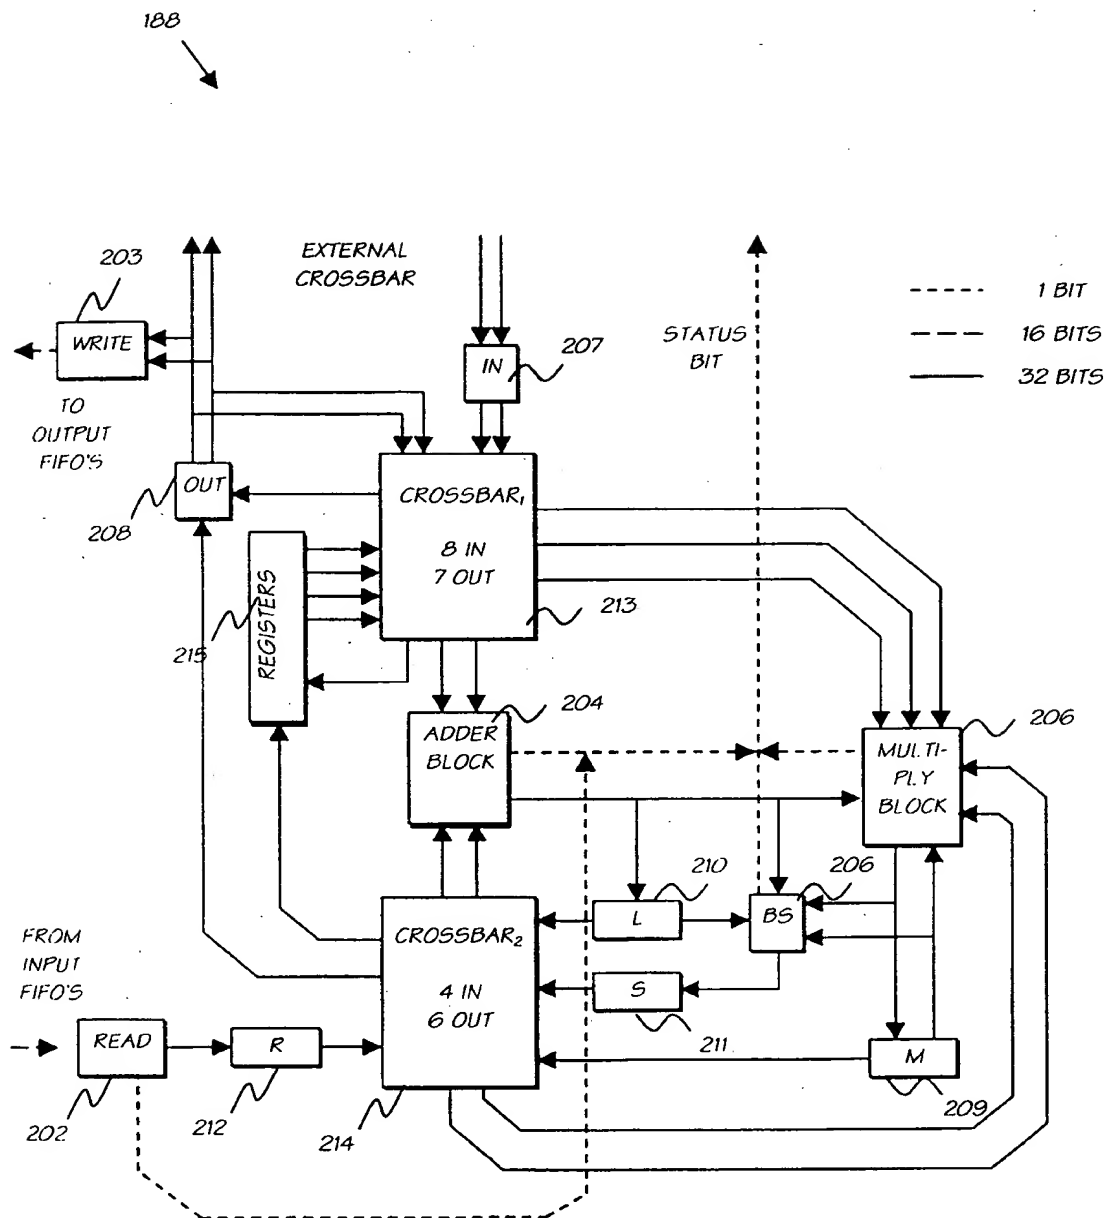 188
203
EXTERNAL
CROSSBAR
WRITE
STATUS
BIT
1 BIT
16 BITS
32 BITS
IN
207
TO
OUTPUT
FIFO'S
OUT
208
CROSSBAR1
8 IN
7 OUT
213
REGISTERS
215
204
ADDER
BLOCK
206
MULTI-
PLY
BLOCK
210
L
206
BS
CROSSBAR2
4 IN
6 OUT
FROM
INPUT
FIFO'S
S
211
READ
R
M
202
212
214
209